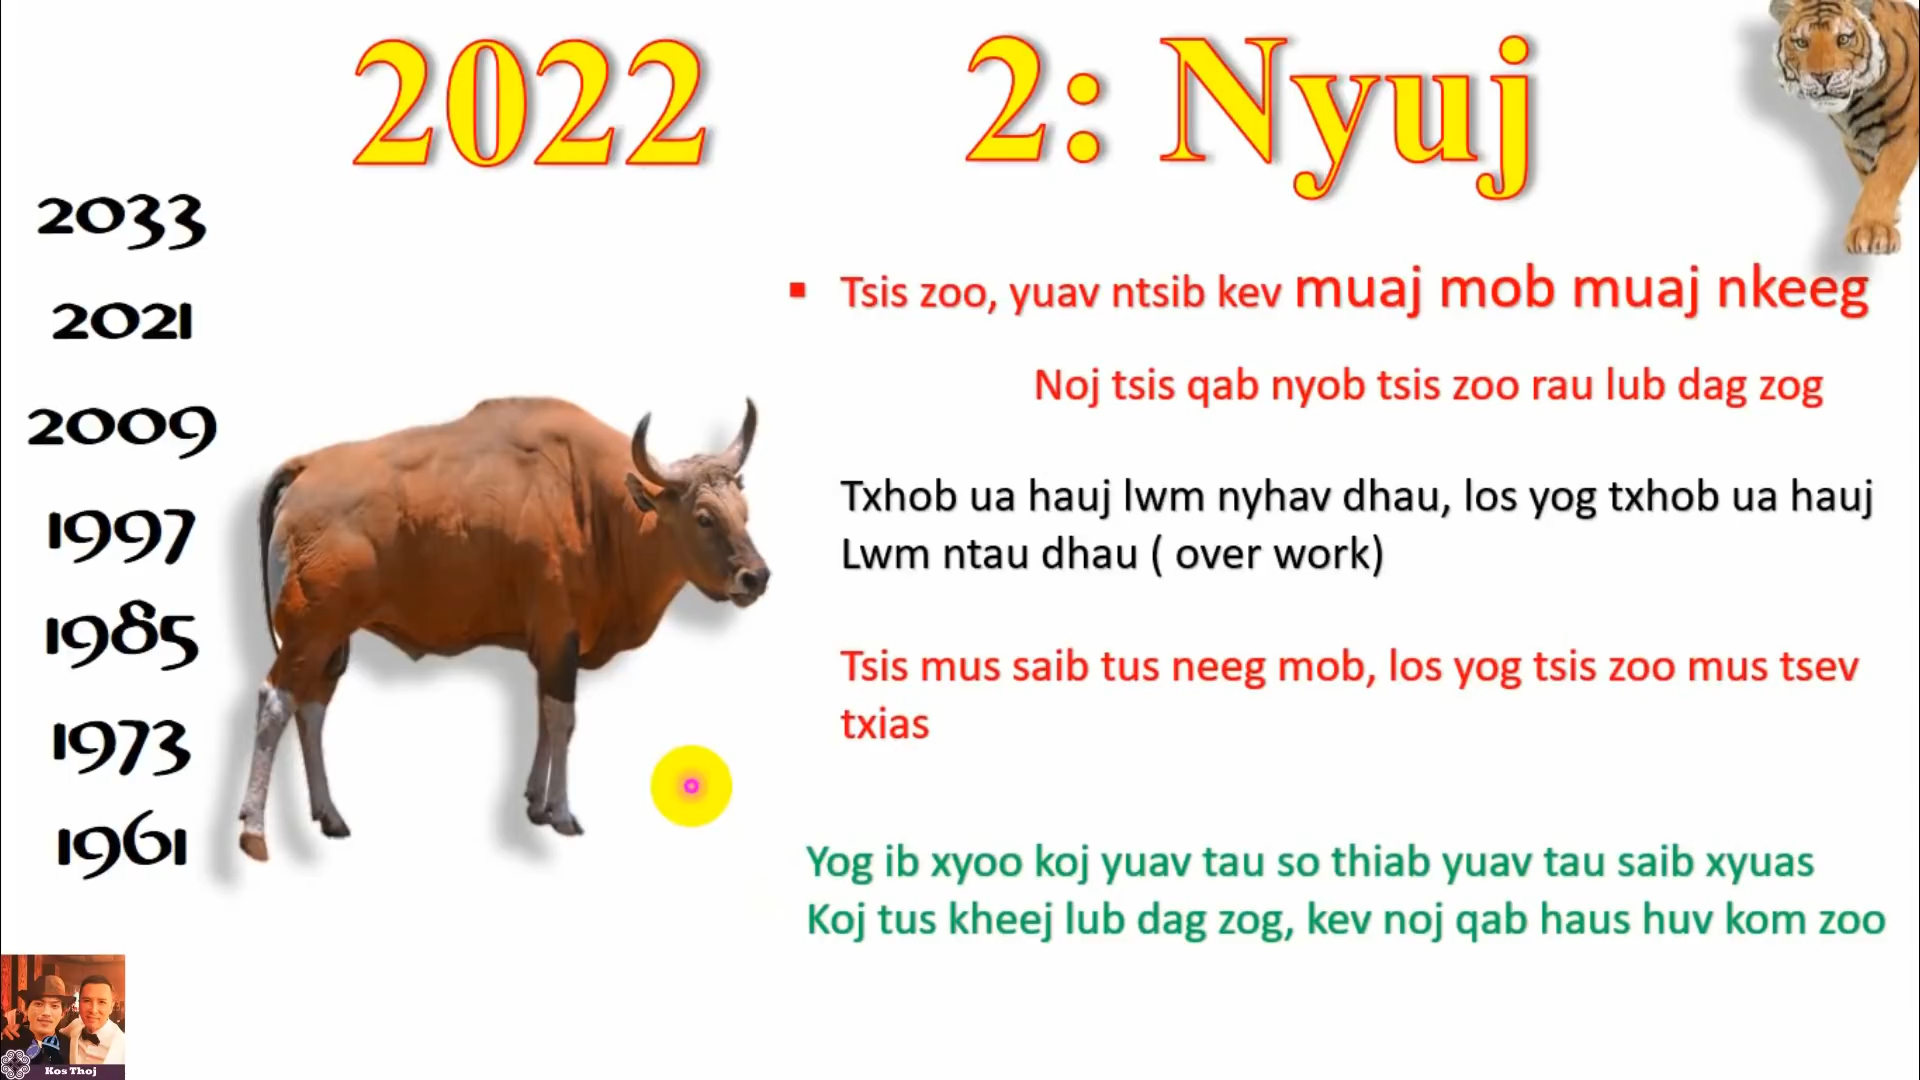 2022
2: Nyuj
2033
2021
2009
1997
1985
1973
1961
Tsis zoo, yuav ntsib kev muaj mob muaj nkeeg
Noj tsis qab nyob tsis zoo rau lub dag zog
Txhob ua hauj lwm nyhav dhau, los yog txhob ua hauj
Lwm ntau dhau ( over work)
Tsis mus saib tus neeg mob, los yog tsis zoo mus tsev
txias
Yog ib xyoo koj yuav tau so thiab yuav tau saib xyuas
Koj tus kheej lub dag zog, kev noj qab haus huv kom zoo
Kos Thoj